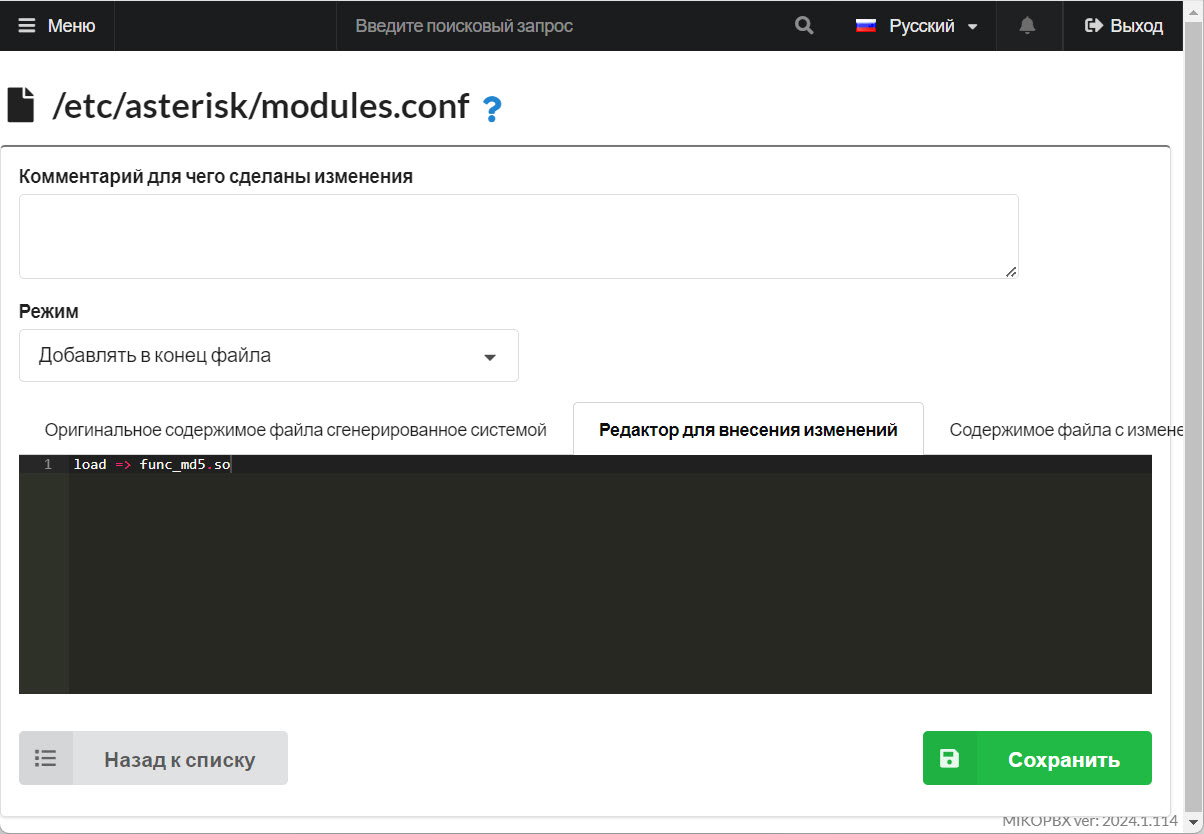 Меню
Введите поисковый запрос
Русский
Выход
/etc/asterisk/modules.conf ?
Комментарий для чего сделаны изменения
Режим
Добавлять в конец файла
Оригинальное содержимое файла сгенерированное системой
Редактор для внесения изменений
Содержимое файла с измене
1 load => func_md5.so
Назад к списку
Сохранить
MIKOPBX ver: 2024.1.114